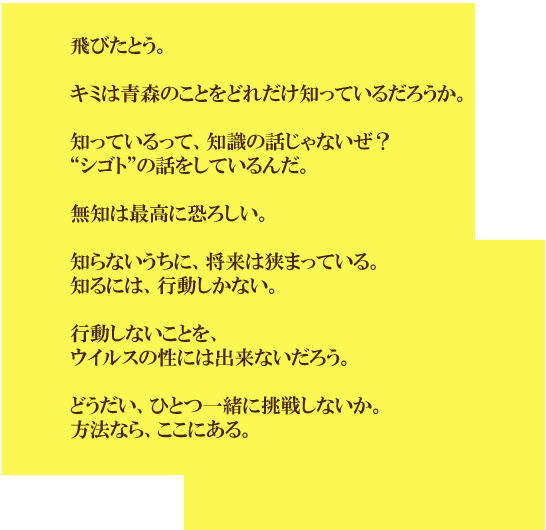 飛びたとう。
キミは青森のことをどれだけ知っているだろうか。
知っているって、知識の話じゃないぜ？
“シゴト”の話をしているんだ。
無知は最高に恐ろしい。
知らないうちに、将来は狭まっている。
知るには、行動しかない。
行動しないことを、
ウイルスの性には出来ないだろう。
どうだい、ひとつ一緒に挑戦しないか。
方法なら、ここにある。